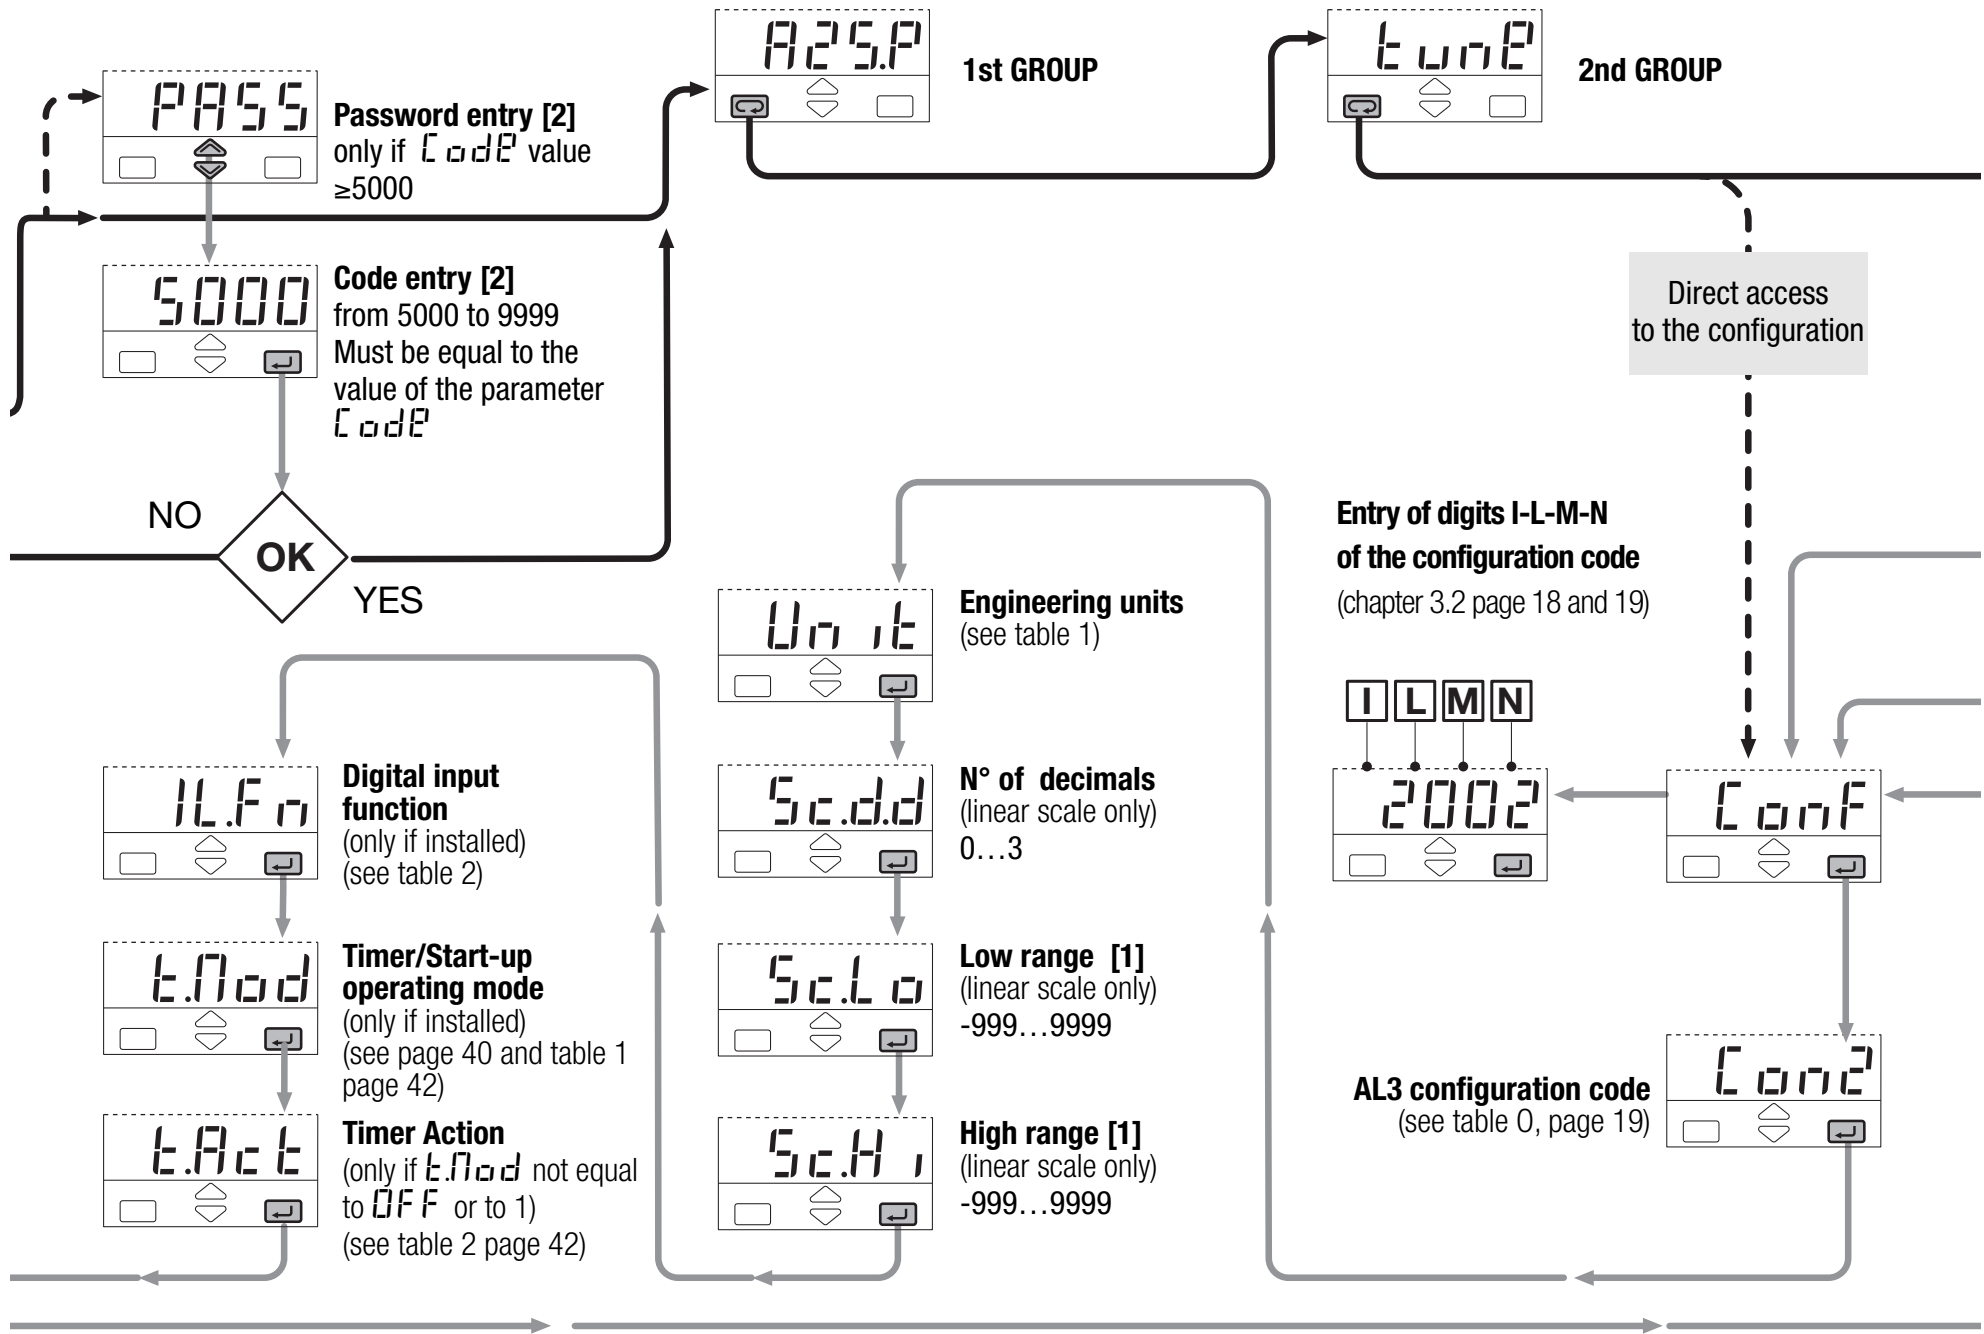 PASS
Password entry [2]
only if Code value
≥5000
A2S.P
1st GROUP
tunE
2nd GROUP
5000
Code entry [2]
from 5000 to 9999
Must be equal to the
value of the parameter
Code
Direct access
to the configuration
NO
OK
YES
Unit
Engineering units
(see table 1)
Entry of digits I-L-M-N
of the configuration code
(chapter 3.2 page 18 and 19)
I L M N
2002
ConF
IL.Fn
Digital input
function
(only if installed)
(see table 2)
Sc.d.d
N° of decimals
(linear scale only)
0…3
t.Mod
Timer/Start-up
operating mode
(only if installed)
(see page 40 and table 1
page 42)
Sc.Lo
Low range [1]
(linear scale only)
-999…9999
Con2
AL3 configuration code
(see table O, page 19)
t.Act
Timer Action
(only if t.Mod not equal
to OFF or to 1)
(see table 2 page 42)
Sc.Hi
High range [1]
(linear scale only)
-999…9999